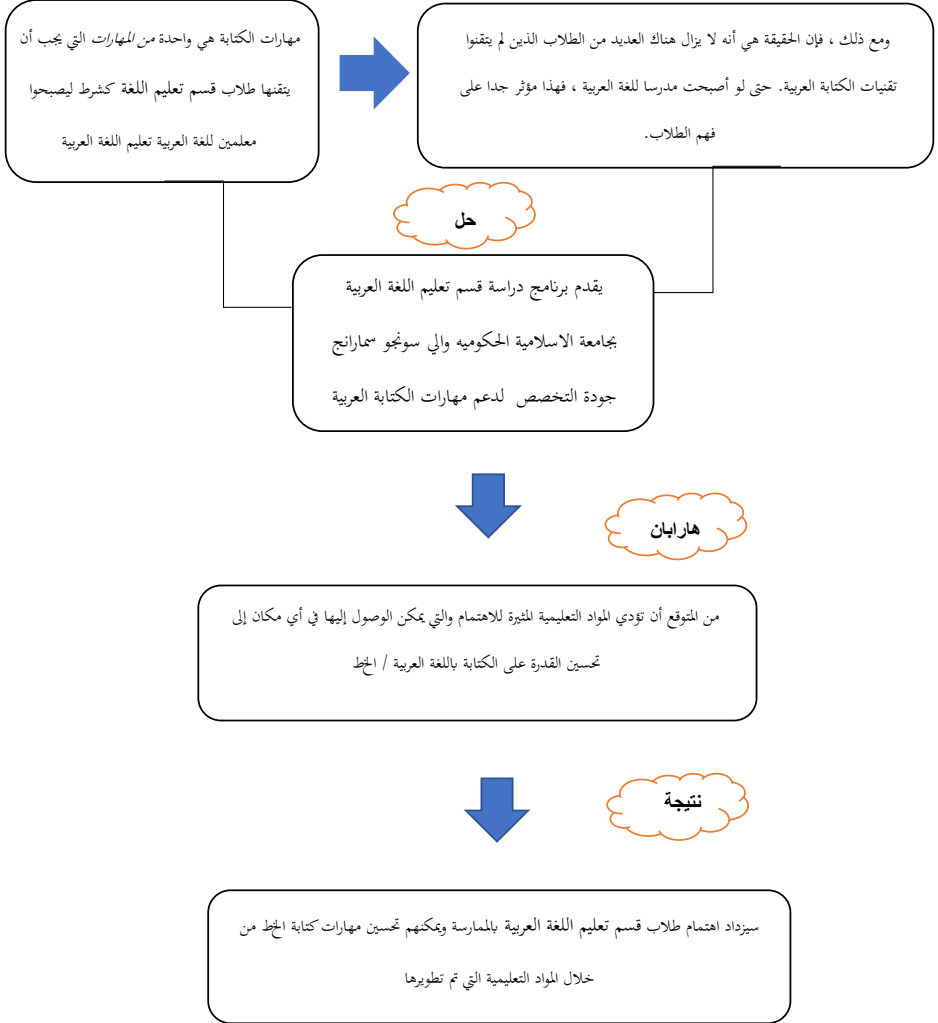 مهارات الكتابة هي واحدة من المهارات التي يجب أن
يتقنها طلاب قسم تعليم اللغة كشرط ليصبحوا
معلمين للغة العربية تعليم اللغة العربية
ومع ذلك ، فإن الحقيقة هي أنه لا يزال هناك العديد من الطلاب الذين لم يتقنوا
تقنيات الكتابة العربية. حتى لو أصبحت مدرسا للغة العربية ، فهذا مؤثر جدا على
فهم الطلاب.
حل
يقدم برنامج دراسة قسم تعليم اللغة العربية
بجامعة الاسلامية الحكوميه والي سونجو سمارانج
جودة التخصص لدعم مهارات الكتابة العربية
هارابان
من المتوقع أن تؤدي المواد التعليمية المثيرة للاهتمام والتي يمكن الوصول إليها في أي مكان إلى
تحسين القدرة على الكتابة باللغة العربية / الخط
نتيجة
سيزداد اهتمام طلاب قسم تعليم اللغة العربية بالممارسة ويمكنهم تحسين مهارات كتابة الخط من
خلال المواد التعليمية التي تم تطويرها